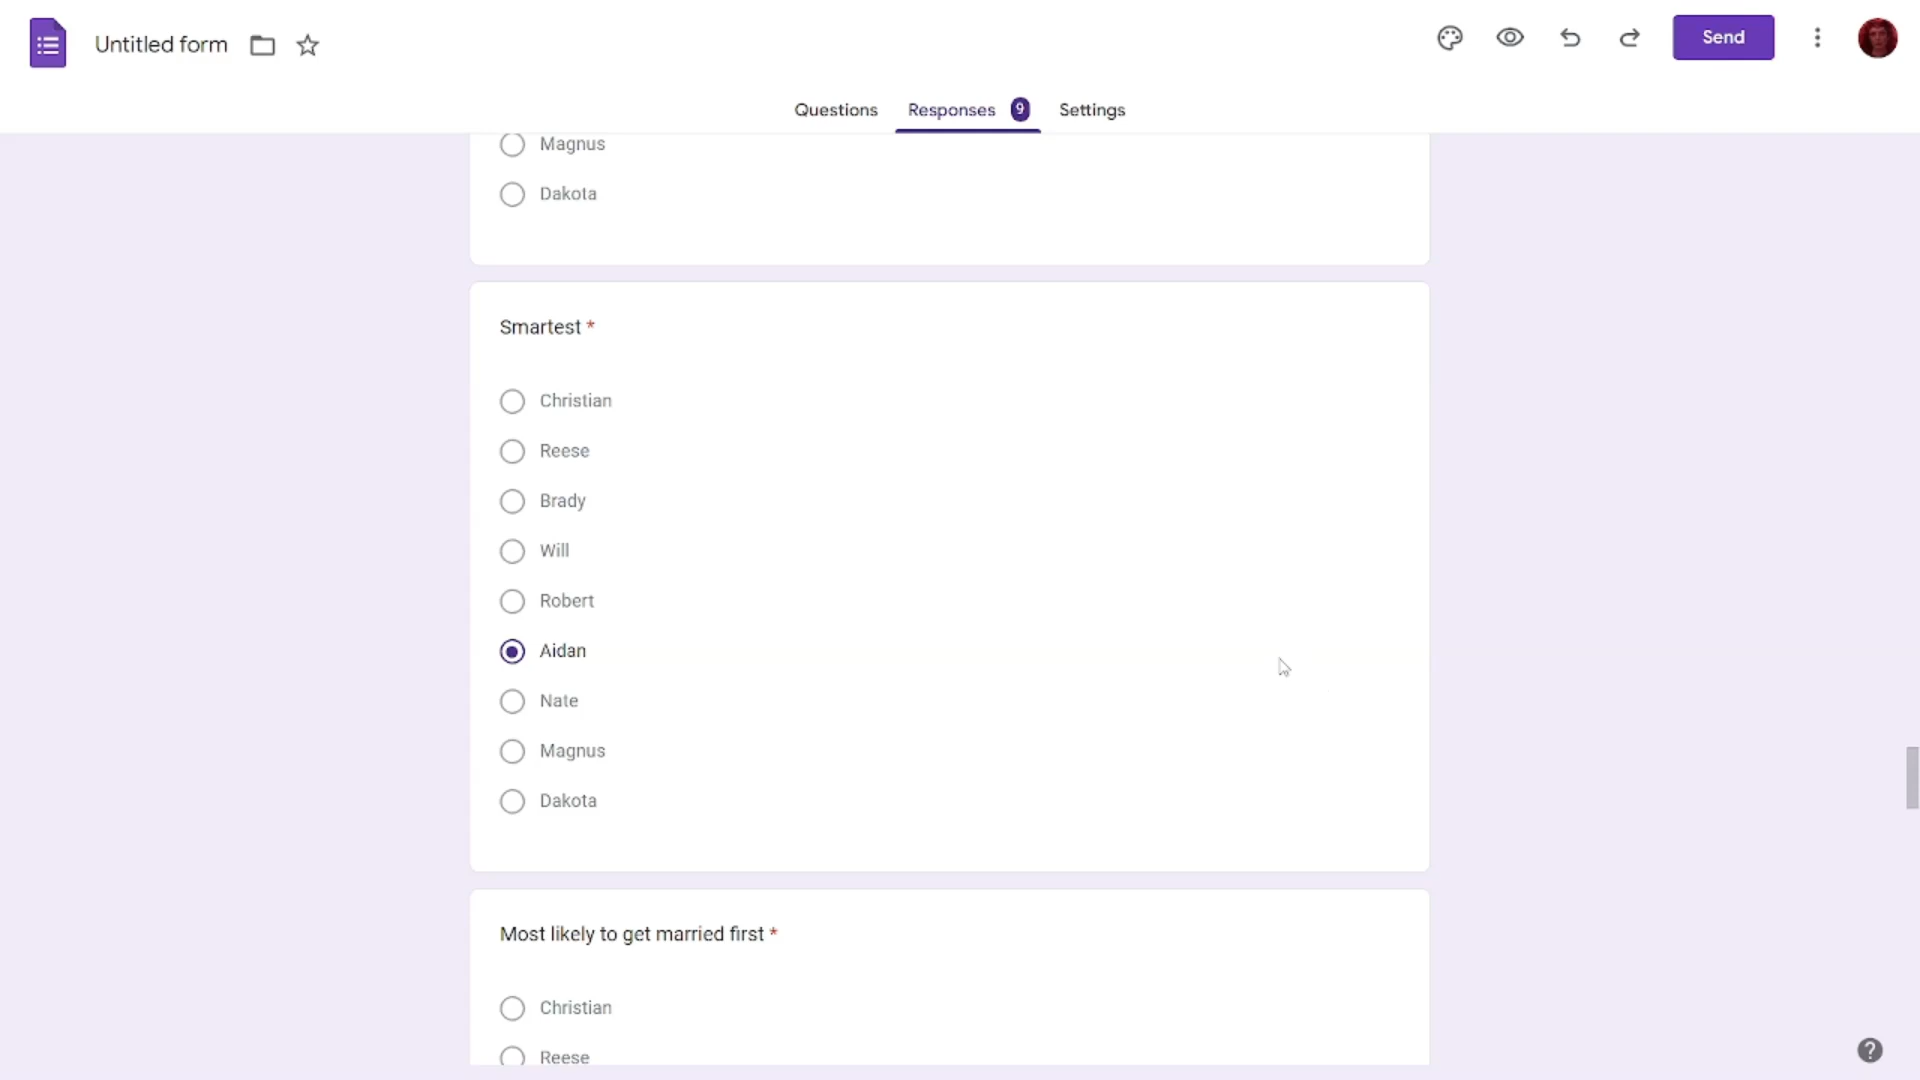 Untitled form
Send
Questions Responses 9 Settings
Magnus
Dakota
Smartest *
Christian
Reese
Brady
Will
Robert
Aidan
Nate
Magnus
Dakota
Most likely to get married first *
Christian
Reese
?